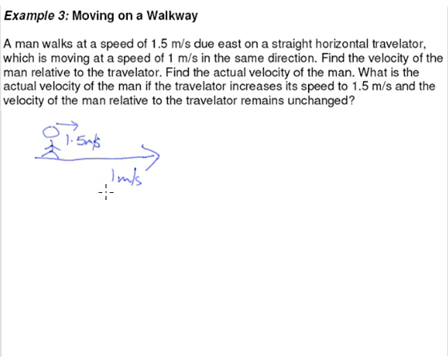 Example 3: Moving on a Walkway
A man walks at a speed of 1.5 m/s due east on a straight horizontal travelator,
which is moving at a speed of 1 m/s in the same direction. Find the velocity of the
man relative to the travelator. Find the actual velocity of the man. What is the
actual velocity of the man if the travelator increases its speed to 1.5 m/s and the
velocity of the man relative to the travelator remains unchanged?
1.5m/s
1m/s